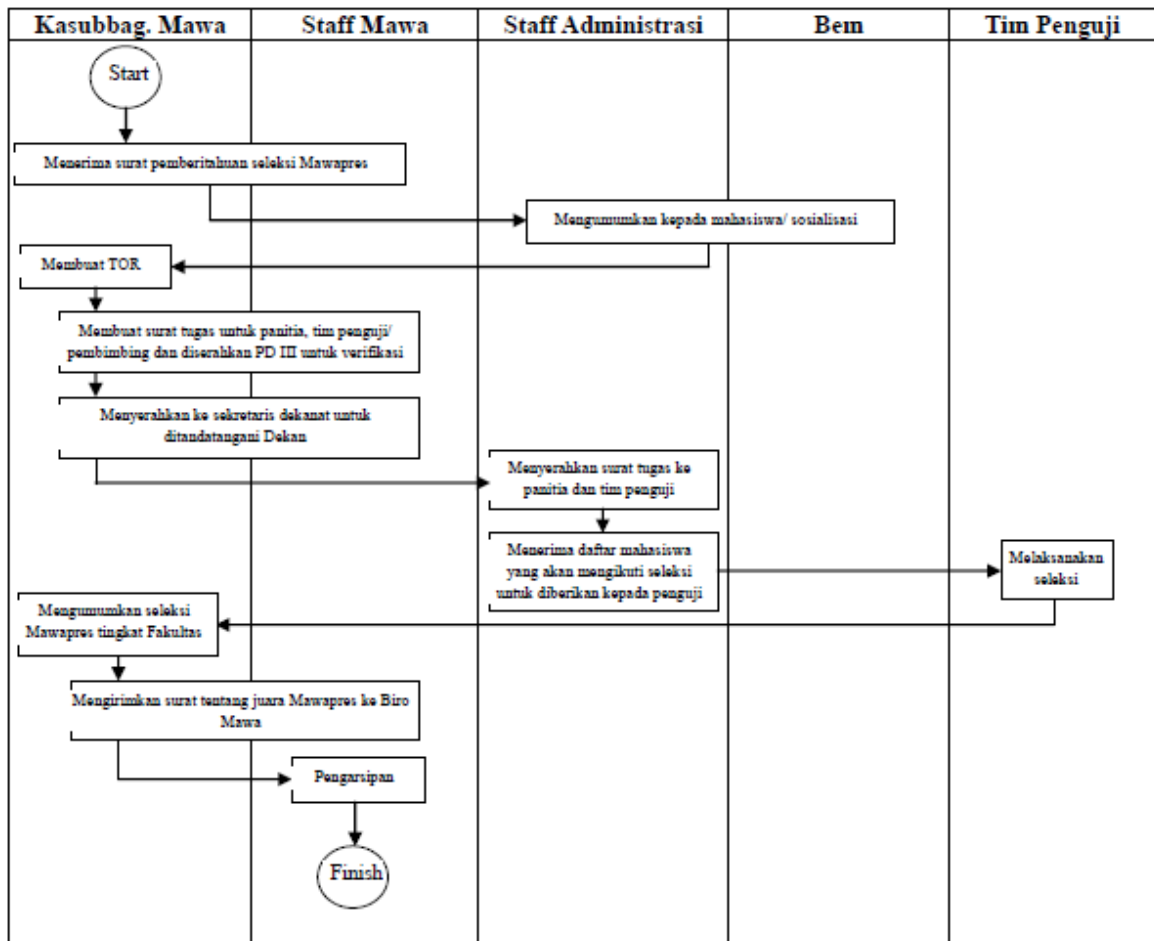 Kasubbag. Mawa
Staff Mawa
Staff Administrasi
Bem
Tim Penguji
Start
Menerima surat pemberitahuan seleksi Mawapres
Mengumumkan kepada mahasiswa/ sosialisasi
Membuat TOR
Membuat surat tugas untuk panitia, tim penguji/
pembimbing dan diserahkan PD III untuk verifikasi
Menyerahkan ke sekretaris dekanat untuk
ditandatangani Dekan
Menyerahkan surat tugas ke
panitia dan tim penguji
Menerima daftar mahasiswa
yang akan mengikuti seleksi
untuk diberikan kepada penguji
Melaksanakan
seleksi
Mengumumkan seleksi
Mawapres tingkat Fakultas
Mengirimkan surat tentang juara Mawapres ke Biro
Mawa
Pengarsipan
Finish